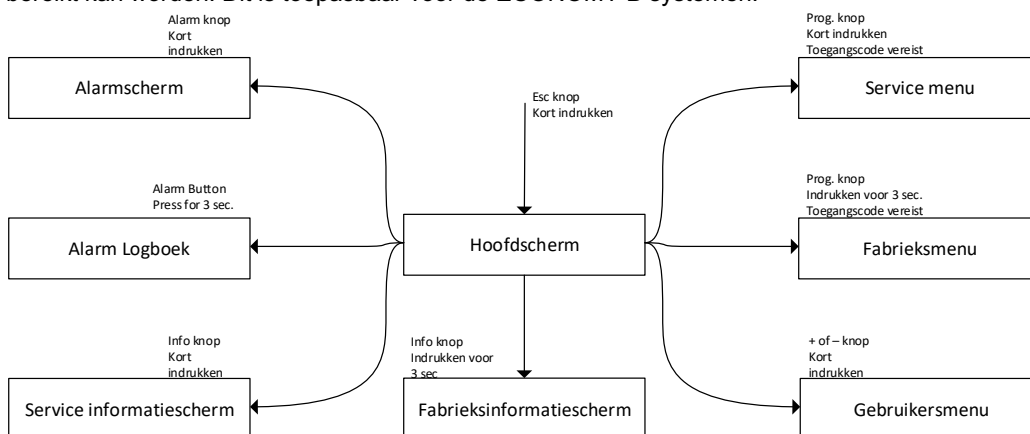 Alarm knop
Kort
indrukken
Alarmscherm
Esc knop
Kort indrukken
Prog. knop
Kort indrukken
Toegangscode vereist
Service menu
Alarm Button
Press for 3 sec.
Alarm Logboek
Hoofdscherm
Prog. knop
Indrukken voor 3 sec.
Toegangscode vereist
Fabrieksmenu
Info knop
Kort
indrukken
Service informatiescherm
Info knop
Indrukken voor
3 sec
Fabrieksinformatiescherm
+ of – knop
Kort
indrukken
Gebruikersmenu